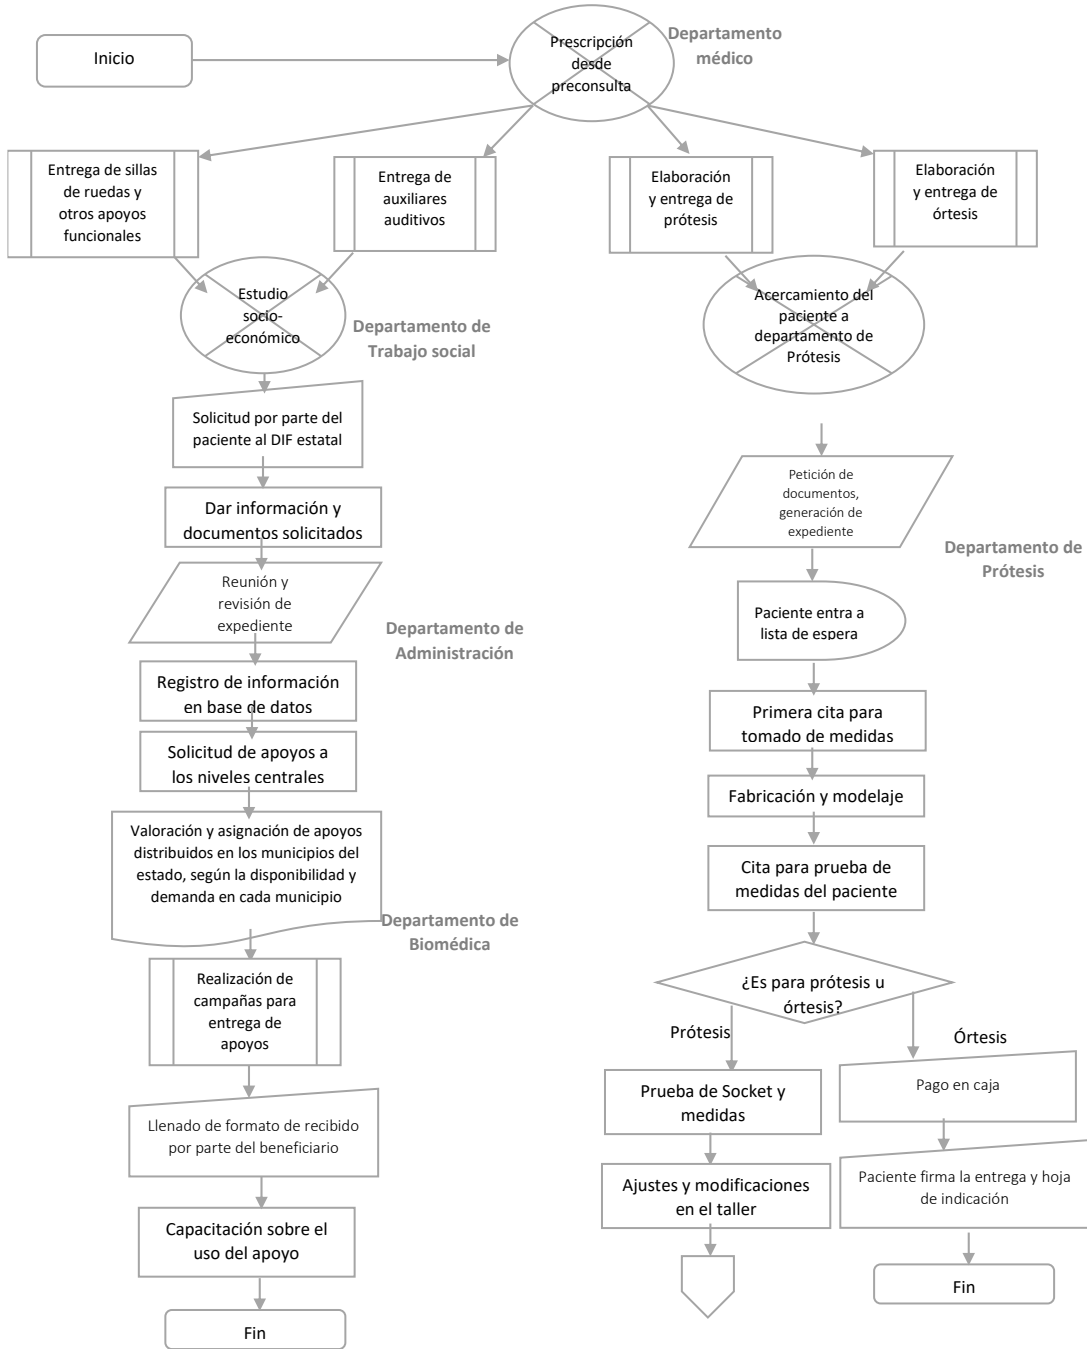 Inicio
Prescripción
desde
preconsulta
Departamento
médico
Entrega de sillas
de ruedas y
otros apoyos
funcionales
Entrega de
auxiliares
auditivos
Elaboración
y entrega de
prótesis
Elaboración
y entrega de
órtesis
Estudio
socio-
económico
Departamento de
Trabajo social
Acercamiento del
paciente a
departamento de
Prótesis
Solicitud por parte del
paciente al DIF estatal
Dar información y
documentos solicitados
Reunión y
revisión de
expediente
Departamento de
Administración
Registro de información
en base de datos
Solicitud de apoyos a
los niveles centrales
Valoración y asignación de apoyos
distribuidos en los municipios del
estado, según la disponibilidad y
demanda en cada municipio
Departamento de
Biomédica
Realización de
campañas para
entrega de
apoyos
Llenado de formato de recibido
por parte del beneficiario
Capacitación sobre el
uso del apoyo
Fin
Petición de
documentos,
generación de
expediente
Departamento de
Prótesis
Paciente entra a
lista de espera
Primera cita para
tomado de medidas
Fabricación y modelaje
Cita para prueba de
medidas del paciente
¿Es para prótesis u
órtesis?
Prótesis
Órtesis
Prueba de Socket y
medidas
Ajustes y modificaciones
en el taller
Pago en caja
Paciente firma la entrega y hoja
de indicación
Fin